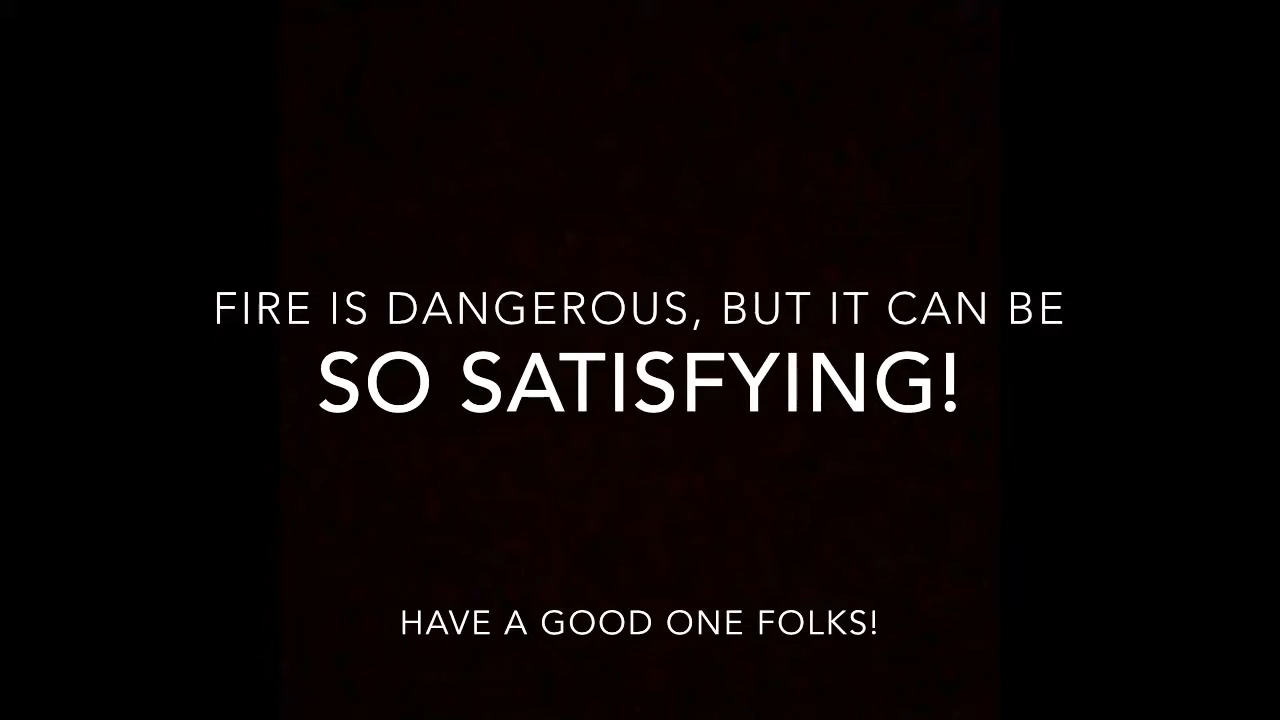 FIRE IS DANGEROUS, BUT IT CAN BE
SO SATISFYING!
HAVE A GOOD ONE FOLKS!